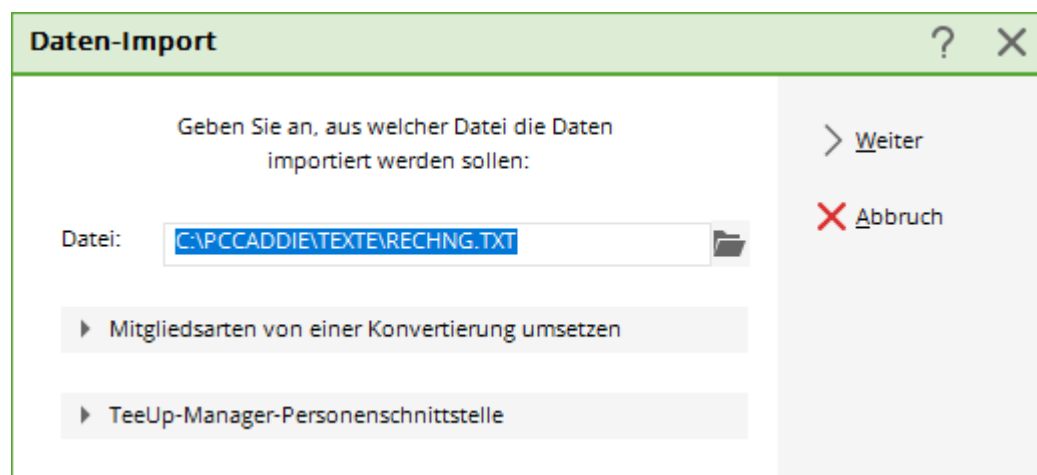 Daten-Import
?
Geben Sie an, aus welcher Datei die Daten
importiert werden sollen:
Weiter
Abbruch
Datei: C:\PCCADDIE\TEXTE\RECHNG.TXT
Mitgliedsarten von einer Konvertierung umsetzen
TeeUp-Manager-Personenschnittstelle